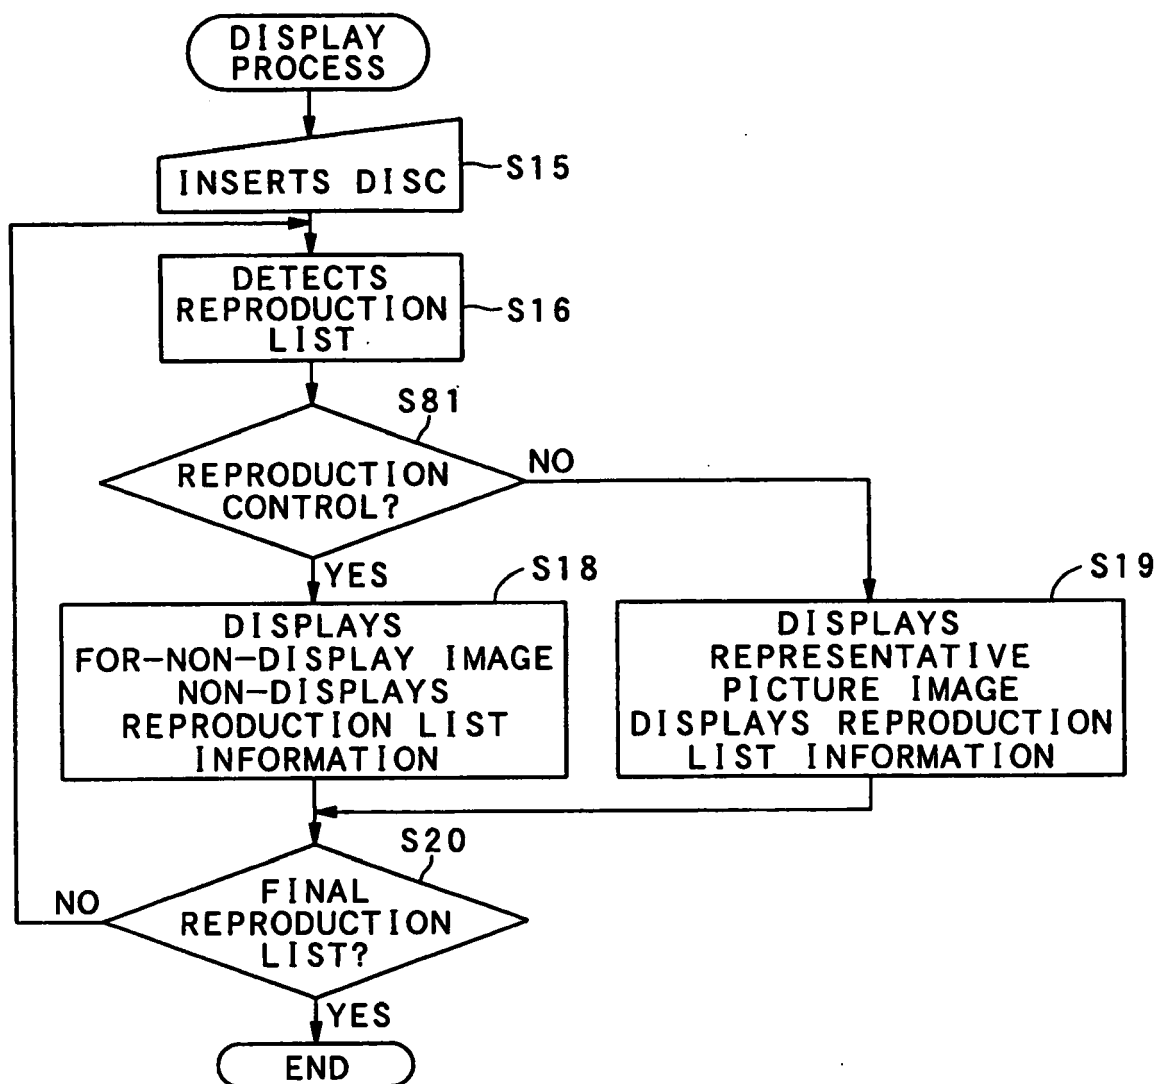 DISPLAY
PROCESS
INSERTS DISC
S15
DETECTS
REPRODUCTION
LIST
S16
S81
REPRODUCTION
CONTROL?
NO
YES
S18
DISPLAYS
FOR-NON-DISPLAY IMAGE
NON-DISPLAYS
REPRODUCTION LIST
INFORMATION
S19
DISPLAYS
REPRESENTATIVE
PICTURE IMAGE
DISPLAYS REPRODUCTION
LIST INFORMATION
S20
FINAL
REPRODUCTION
LIST?
NO
YES
END